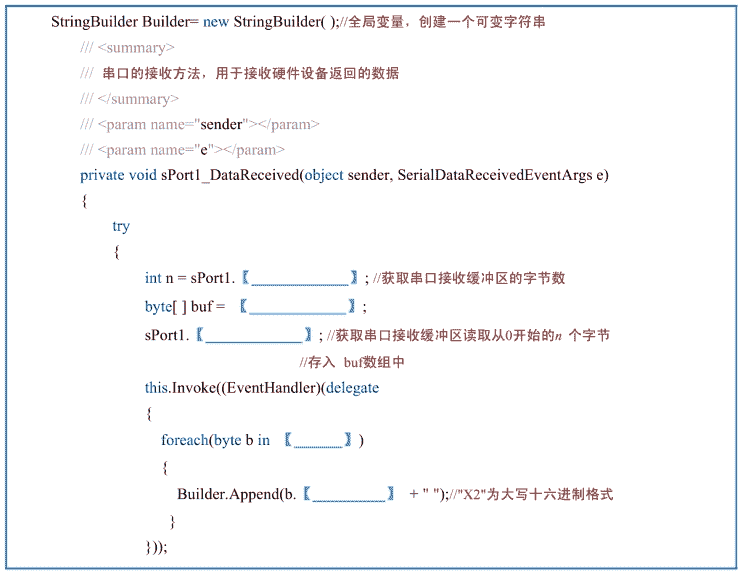 StringBuilder Builder= new StringBuilder( );//全局变量，创建一个可变字符串
/// <summary>
/// 串口的接收方法，用于接收硬件设备返回的数据
/// </summary>
/// <param name="sender"></param>
/// <param name="e"></param>
private void sPort1_DataReceived(object sender, SerialDataReceivedEventArgs e)
{
try
{
int n = sPort1.【____________】; //获取串口接收缓冲区的字节数
byte[ ] buf = 【____________】;
sPort1.【____________】; //获取串口接收缓冲区读取从0开始的n 个字节
//存入 buf数组中
this.Invoke((EventHandler)(delegate
{
foreach(byte b in 【______】)
{
Builder.Append(b.【_________】 + " ");//"X2"为大写十六进制格式
}
}));